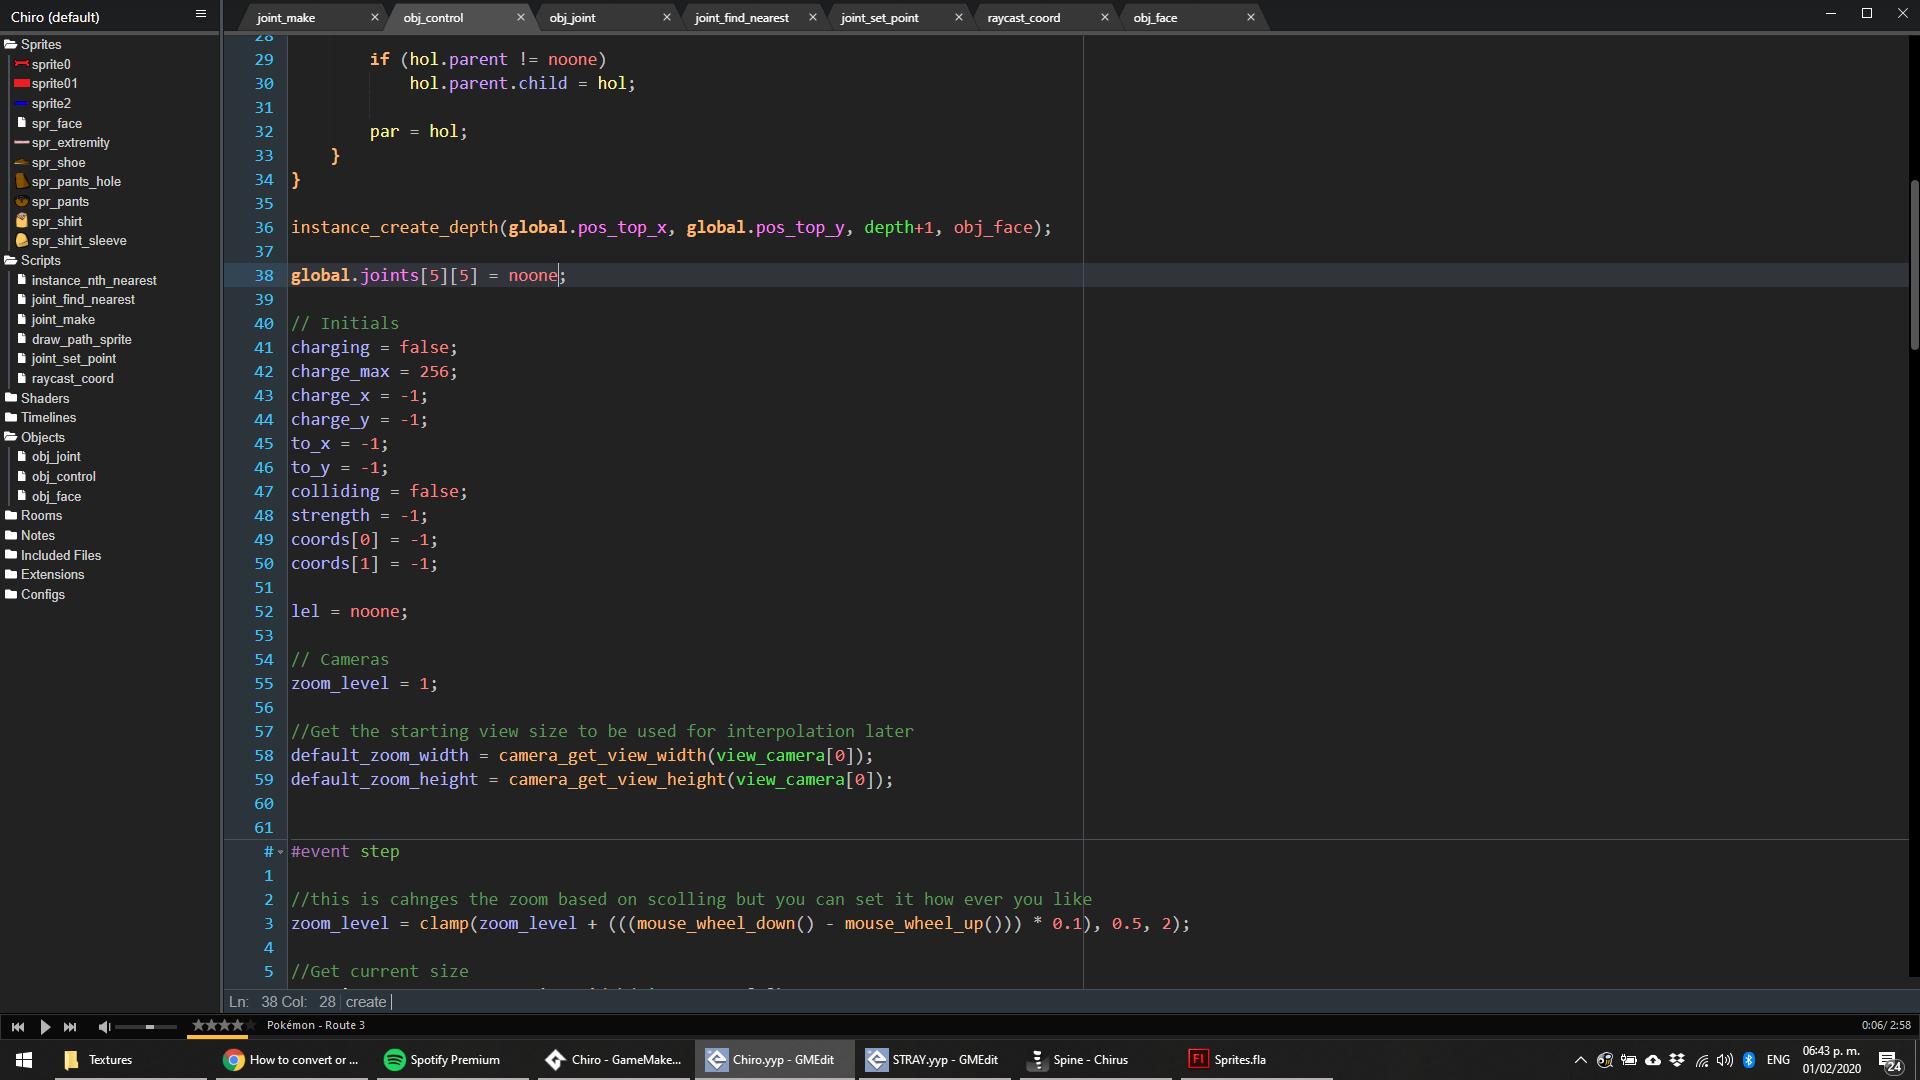 Chiro (default)
joint_make
obj_control
obj_joint
joint_find_nearest
joint_set_point
raycast_coord
obj_face
Sprites
sprite0
sprite01
sprite2
spr_face
spr_extremity
spr_shoe
spr_pants_hole
spr_pants
spr_shirt
spr_shirt_sleeve
Scripts
instance_nth_nearest
joint_find_nearest
joint_make
draw_path_sprite
joint_set_point
raycast_coord
Shaders
Timelines
Objects
obj_joint
obj_control
obj_face
Rooms
Notes
Included Files
Extensions
Configs
28
29 if (hol.parent != noone)
30 hol.parent.child = hol;
31
32 par = hol;
33 }
34 }
35
36 instance_create_depth(global.pos_top_x, global.pos_top_y, depth+1, obj_face);
37
38 global.joints[5][5] = noone;
39
40 // Initials
41 charging = false;
42 charge_max = 256;
43 charge_x = -1;
44 charge_y = -1;
45 to_x = -1;
46 to_y = -1;
47 colliding = false;
48 strength = -1;
49 coords[0] = -1;
50 coords[1] = -1;
51
52 lel = noone;
53
54 // Cameras
55 zoom_level = 1;
56
57 //Get the starting view size to be used for interpolation later
58 default_zoom_width = camera_get_view_width(view_camera[0]);
59 default_zoom_height = camera_get_view_height(view_camera[0]);
60
61
# #event step
1
2 //this is cahnges the zoom based on scolling but you can set it how ever you like
3 zoom_level = clamp(zoom_level + (((mouse_wheel_down() - mouse_wheel_up())) * 0.1), 0.5, 2);
4
5 //Get current size
Ln: 38 Col: 28 create
Pokémon - Route 3
0:06/ 2:58
Textures
How to convert or ...
Spotify Premium
Chiro - GameMake...
Chiro.yyp - GMEdit
STRAY.yyp - GMEdit
Spine - Chirus
Fl Sprites.fla
ENG
06:43 p. m.
01/02/2020
24